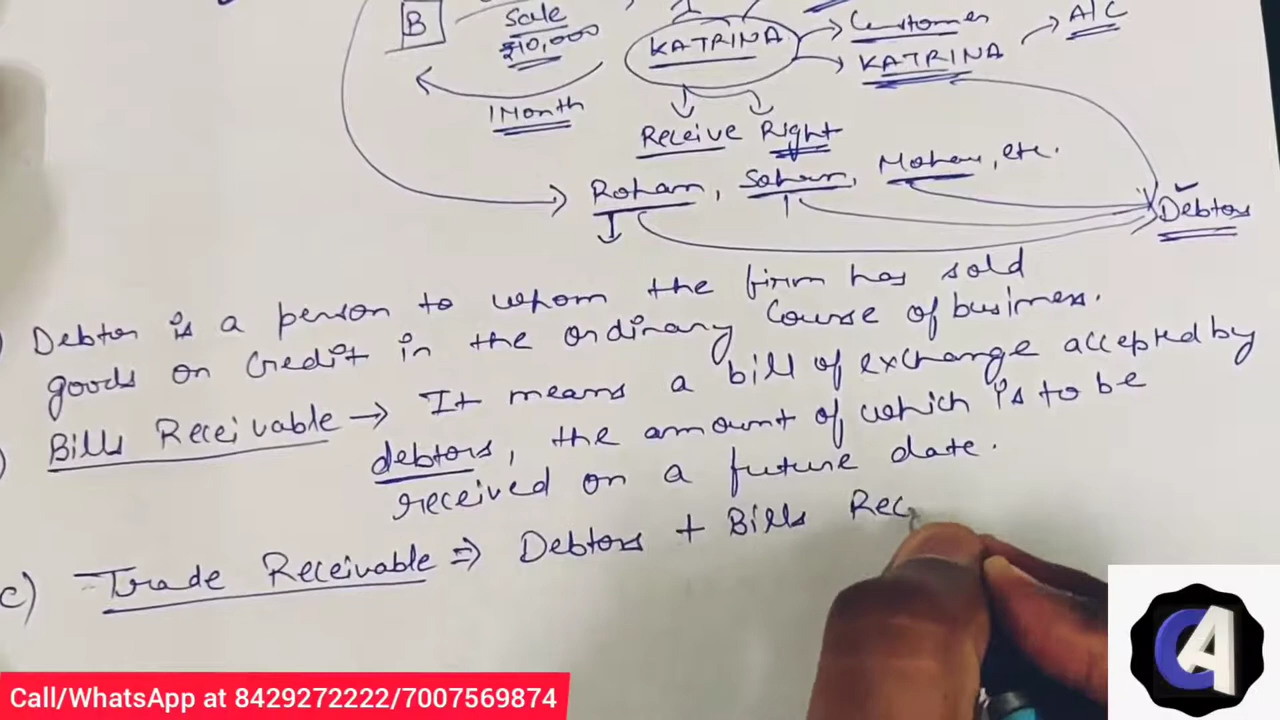 B
Sale
₹10,000
KATRINA
Customer
KATRINA
A/C
1 Month
Receive Right
Rohan, Sohan, Mohan, etc.
Debtors
Debtor is a person to whom the firm has sold
goods on Credit in the ordinary Course of business.
Bills Receivable → It means a bill of exchange accepted by
debtors, the amount of which is to be
received on a future date.
c) Trade Receivable ⇒ Debtors + Bills Rec
Call/WhatsApp at 8429272222/7007569874
CA